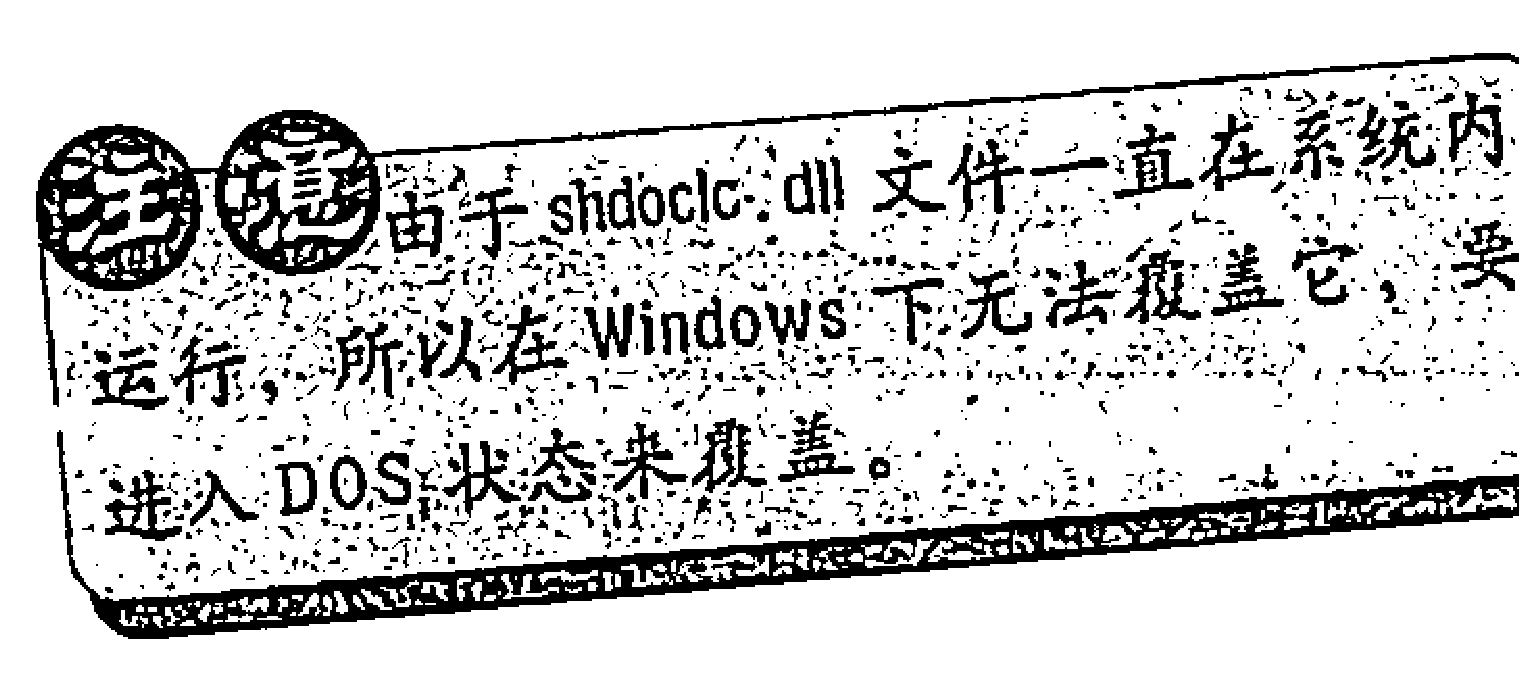 注意 由于 shdoclc.dll 文件一直在系统内
运行，所以在 Windows 下无法覆盖它，要
进入 DOS 状态来覆盖。